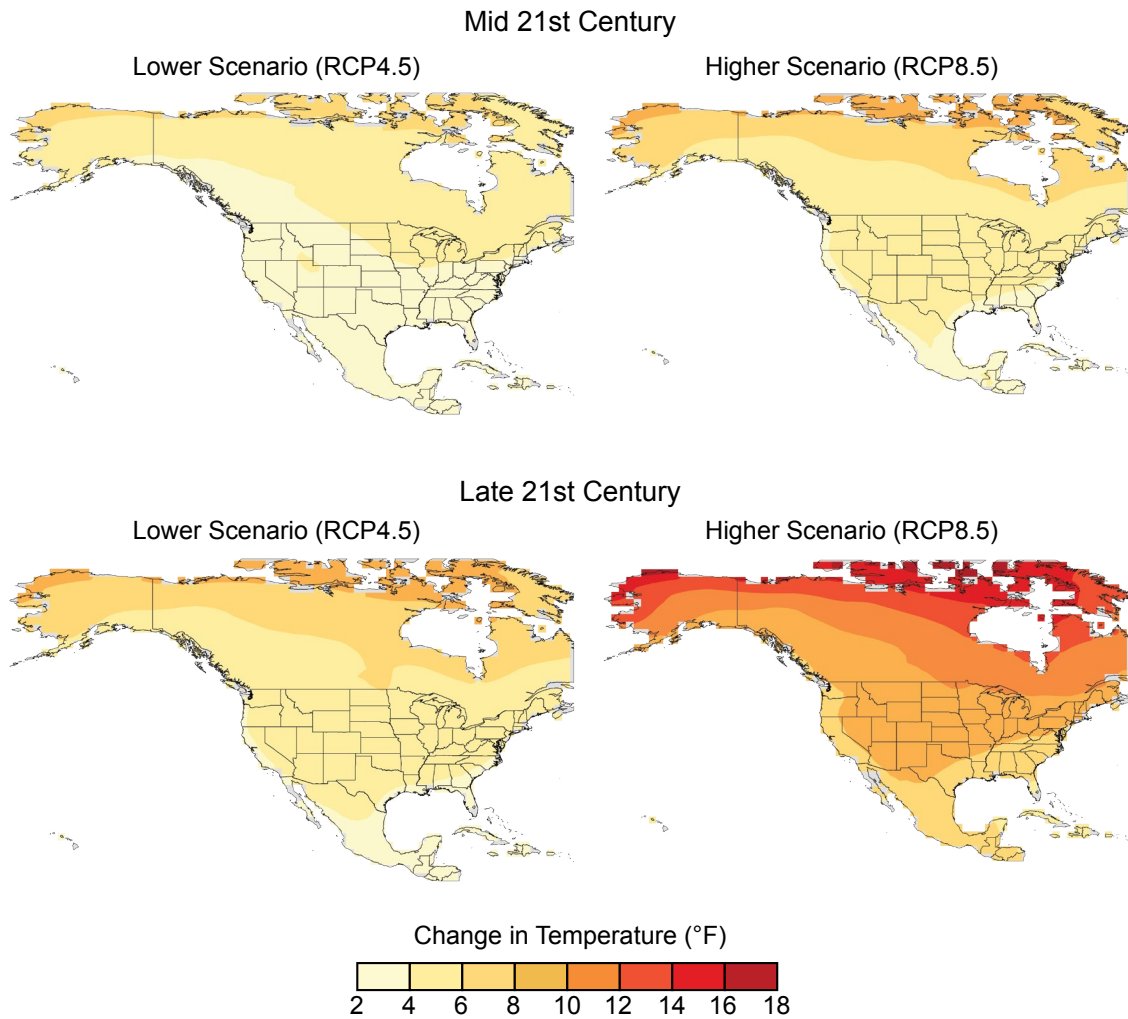 Mid 21st Century
Lower Scenario (RCP4.5)
Higher Scenario (RCP8.5)
Late 21st Century
Lower Scenario (RCP4.5)
Higher Scenario (RCP8.5)
Change in Temperature (°F)
2 4 6 8 10 12 14 16 18